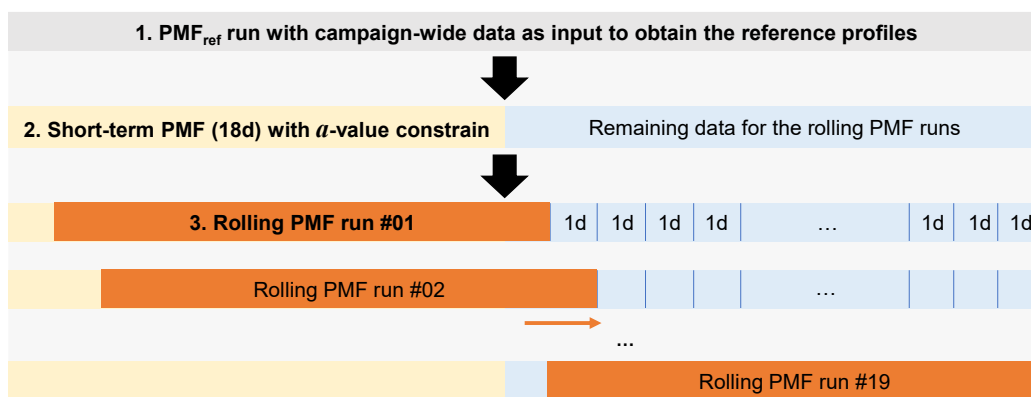 1. PMFref run with campaign-wide data as input to obtain the reference profiles
2. Short-term PMF (18d) with a-value constrain
Remaining data for the rolling PMF runs
3. Rolling PMF run #01
1d 1d 1d 1d ... 1d 1d 1d
Rolling PMF run #02
...
...
Rolling PMF run #19